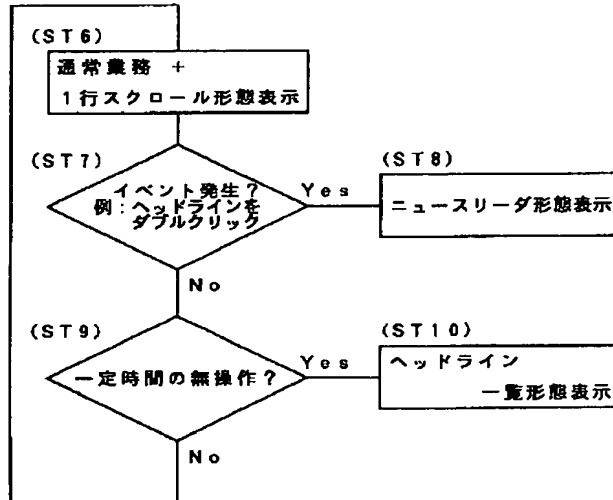 (ST6)
通常業務 +
1行スクロール形態表示
(ST7)
イベント発生?
例:ヘッドラインを
ダブルクリック
Yes
(ST8)
ニュースリーダ形態表示
No
(ST9)
一定時間の無操作?
Yes
(ST10)
ヘッドライン
一覧形態表示
No